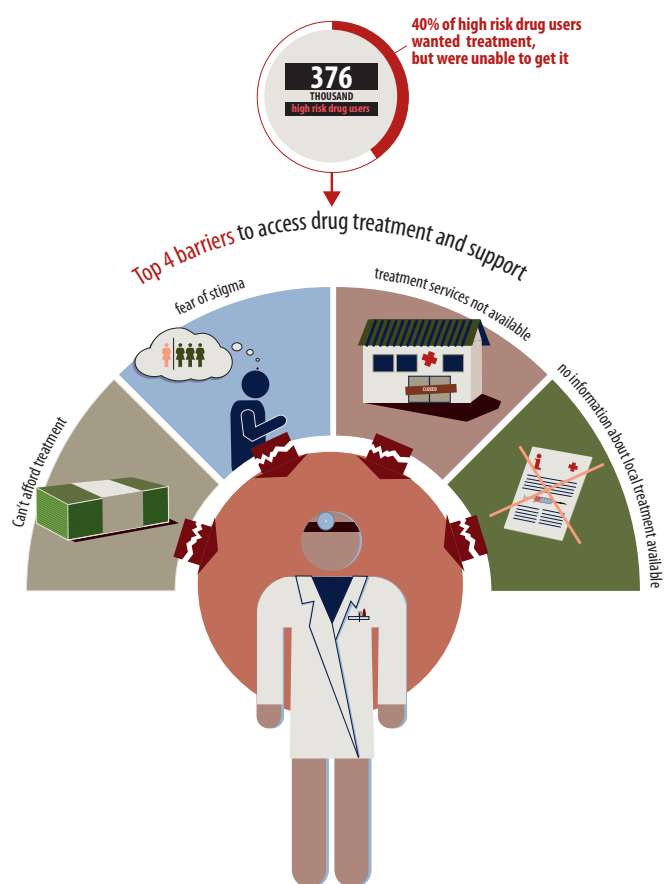 40% of high risk drug users
wanted treatment,
but were unable to get it
376
THOUSAND
high risk drug users
Top 4 barriers to access drug treatment and support
Can't afford treatment
fear of stigma
treatment services not available
no information about local treatment available
CLOSED
i